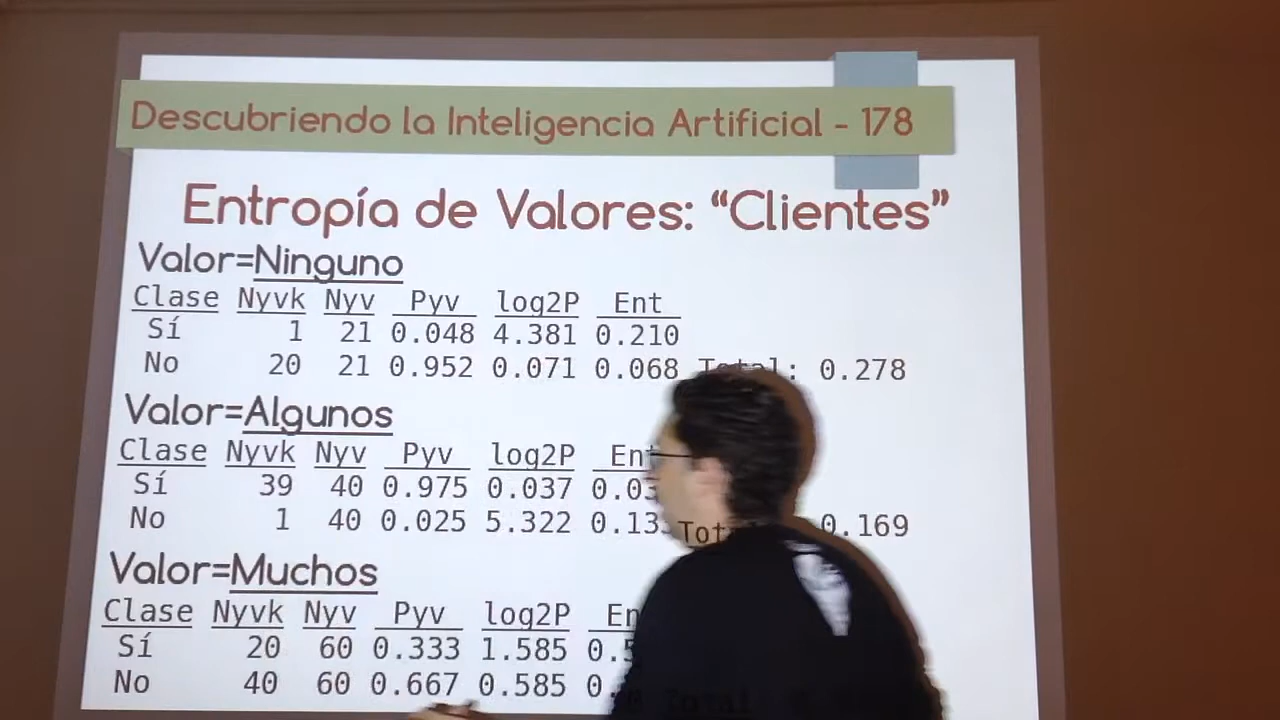 Descubriendo la Inteligencia Artificial - 178
Entropía de Valores: “Clientes”
Valor=Ninguno
Clase Nyvk Nyv Pyv log2P Ent
Sí 1 21 0.048 4.381 0.210
No 20 21 0.952 0.071 0.068 Total: 0.278
Valor=Algunos
Clase Nyvk Nyv Pyv log2P Ent
Sí 39 40 0.975 0.037
No 1 40 0.025 5.322 0.169
Valor=Muchos
Clase Nyvk Nyv Pyv log2P
Sí 20 60 0.333 1.585
No 40 60 0.667 0.585